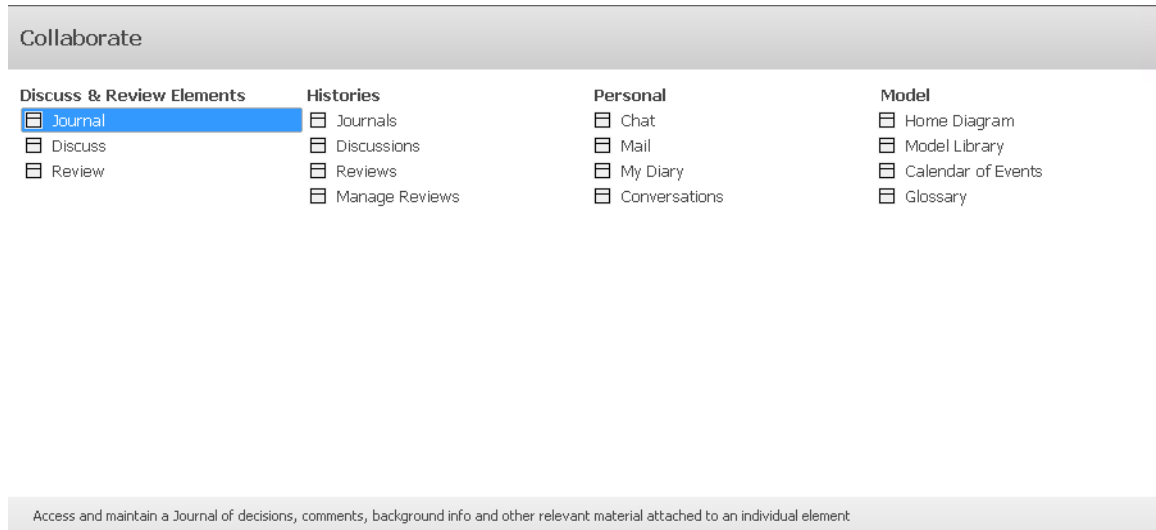 Collaborate
Discuss & Review Elements
Journal
Discuss
Review
Histories
Journals
Discussions
Reviews
Manage Reviews
Personal
Chat
Mail
My Diary
Conversations
Model
Home Diagram
Model Library
Calendar of Events
Glossary
Access and maintain a Journal of decisions, comments, background info and other relevant material attached to an individual element